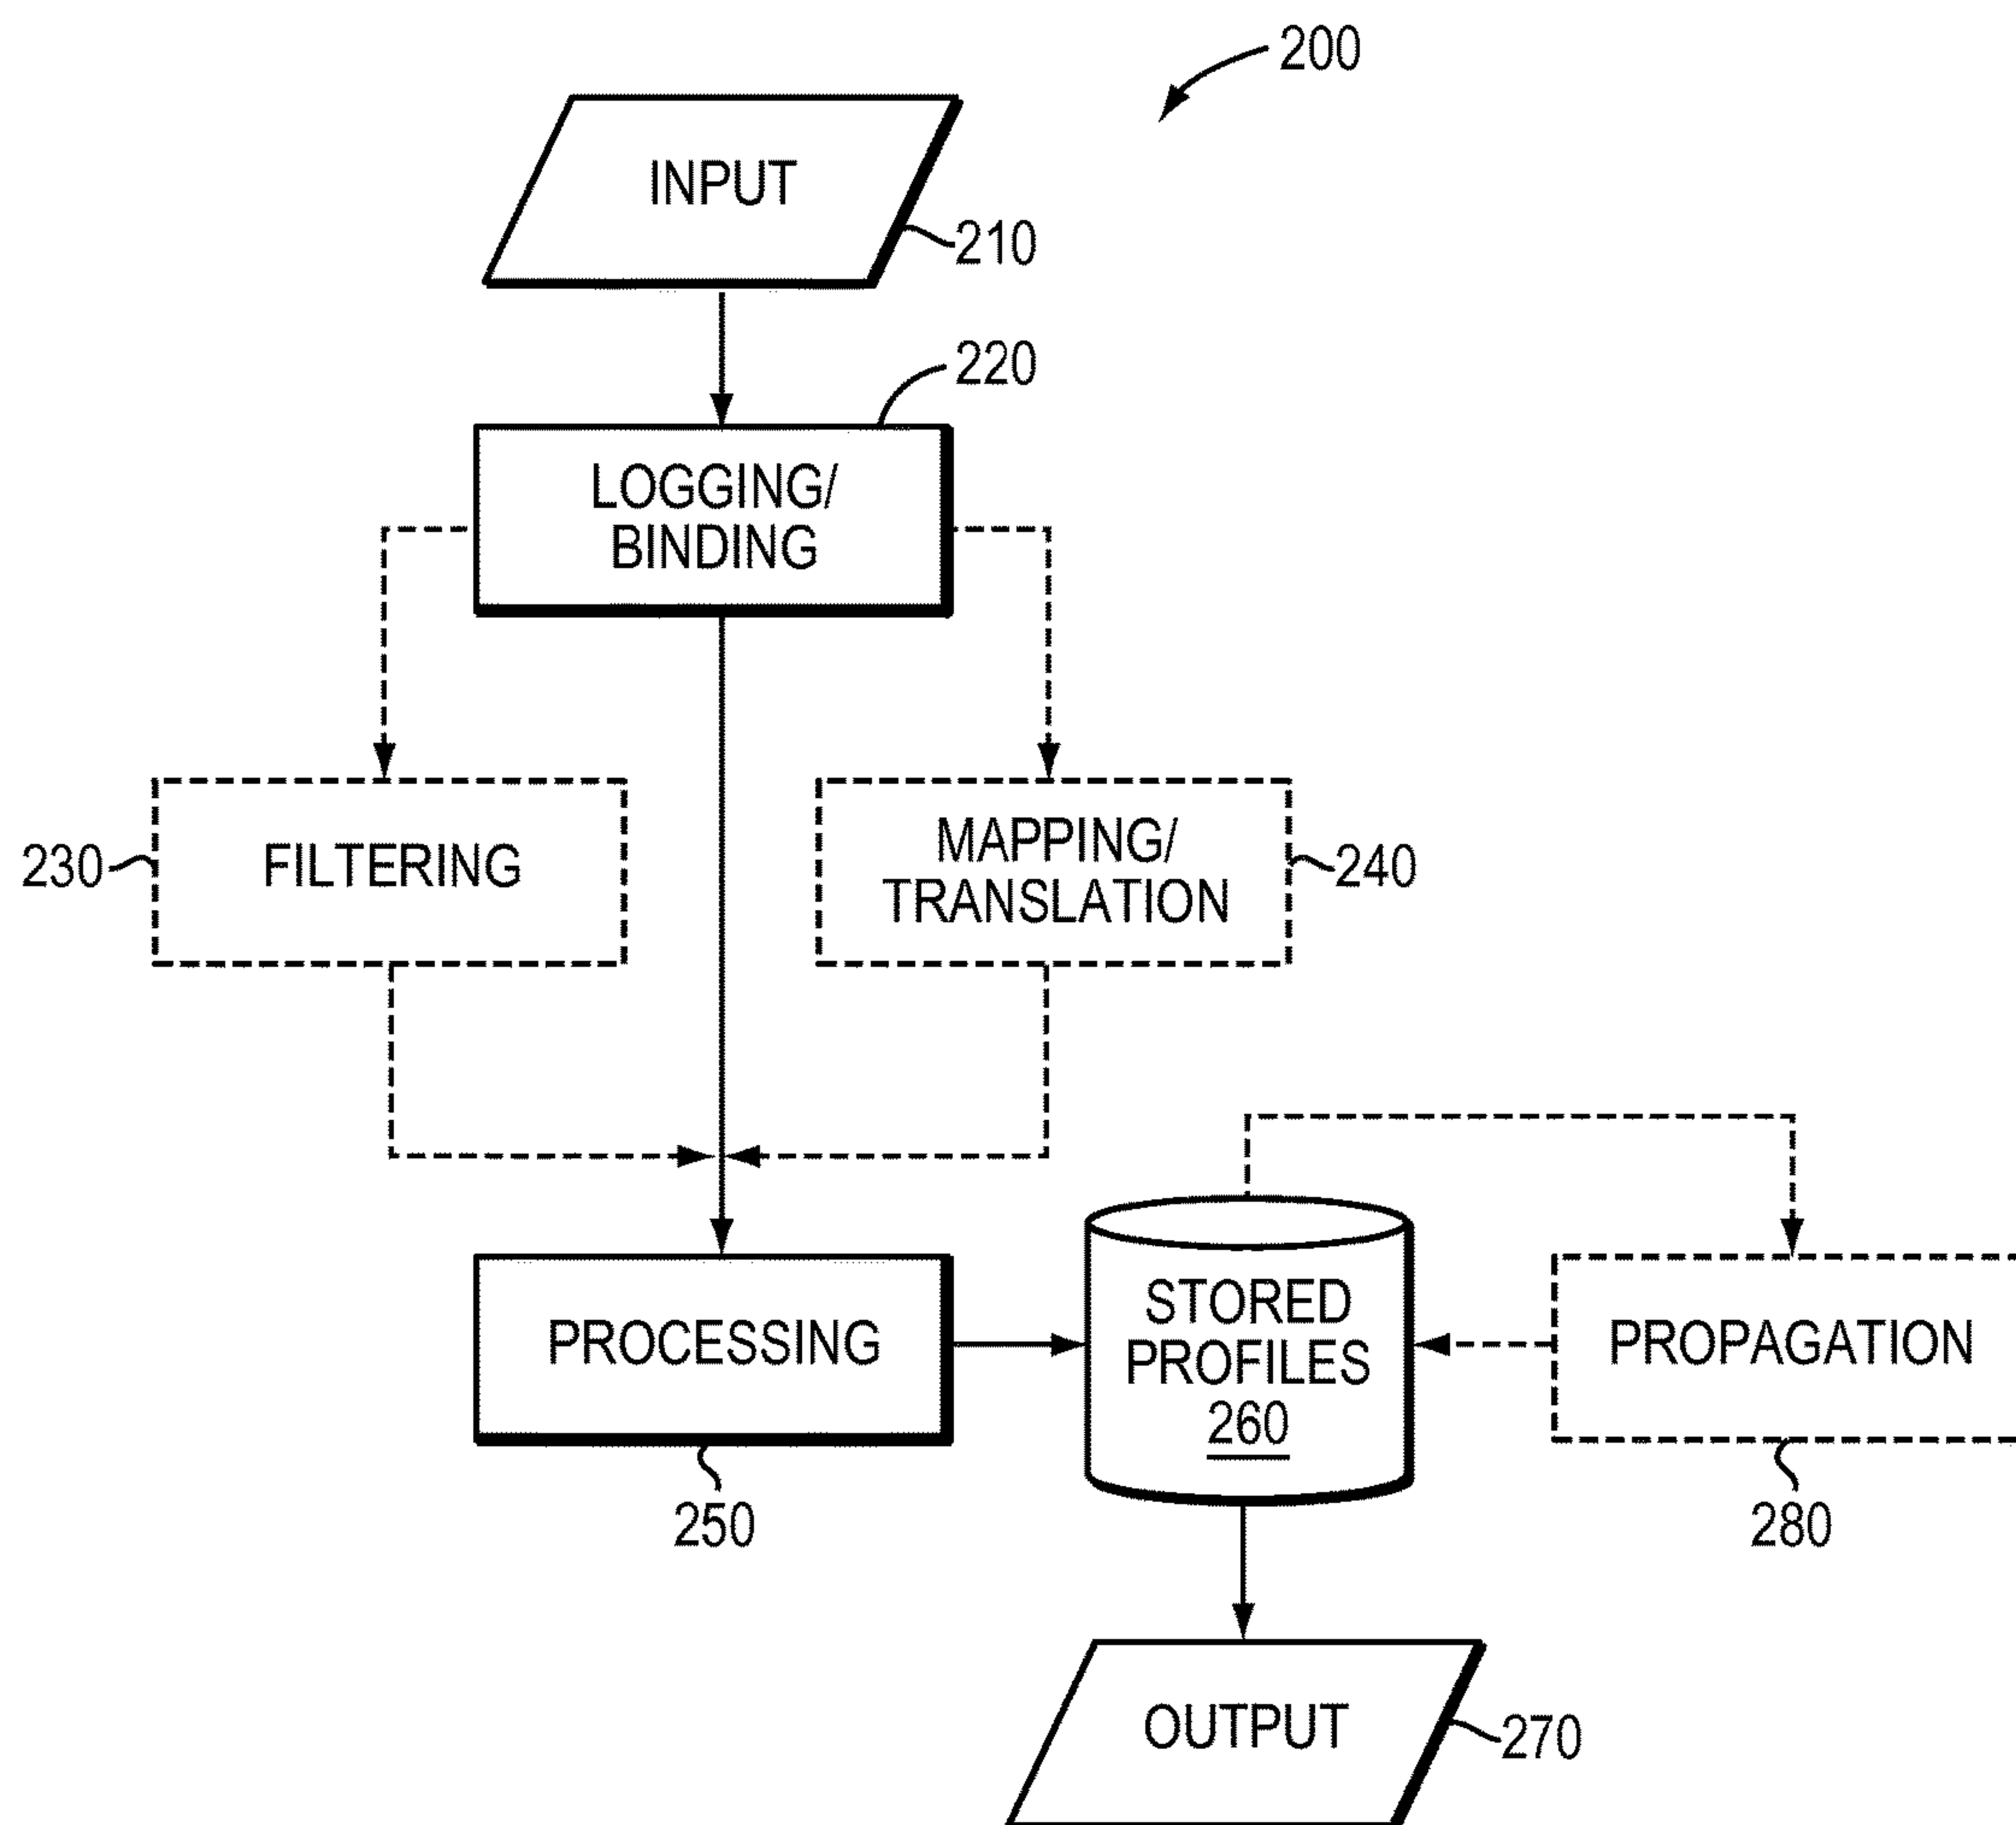 200
INPUT
210
220
LOGGING/
BINDING
230
FILTERING
MAPPING/
TRANSLATION
240
PROCESSING
250
STORED
PROFILES
260
PROPAGATION
280
OUTPUT
270